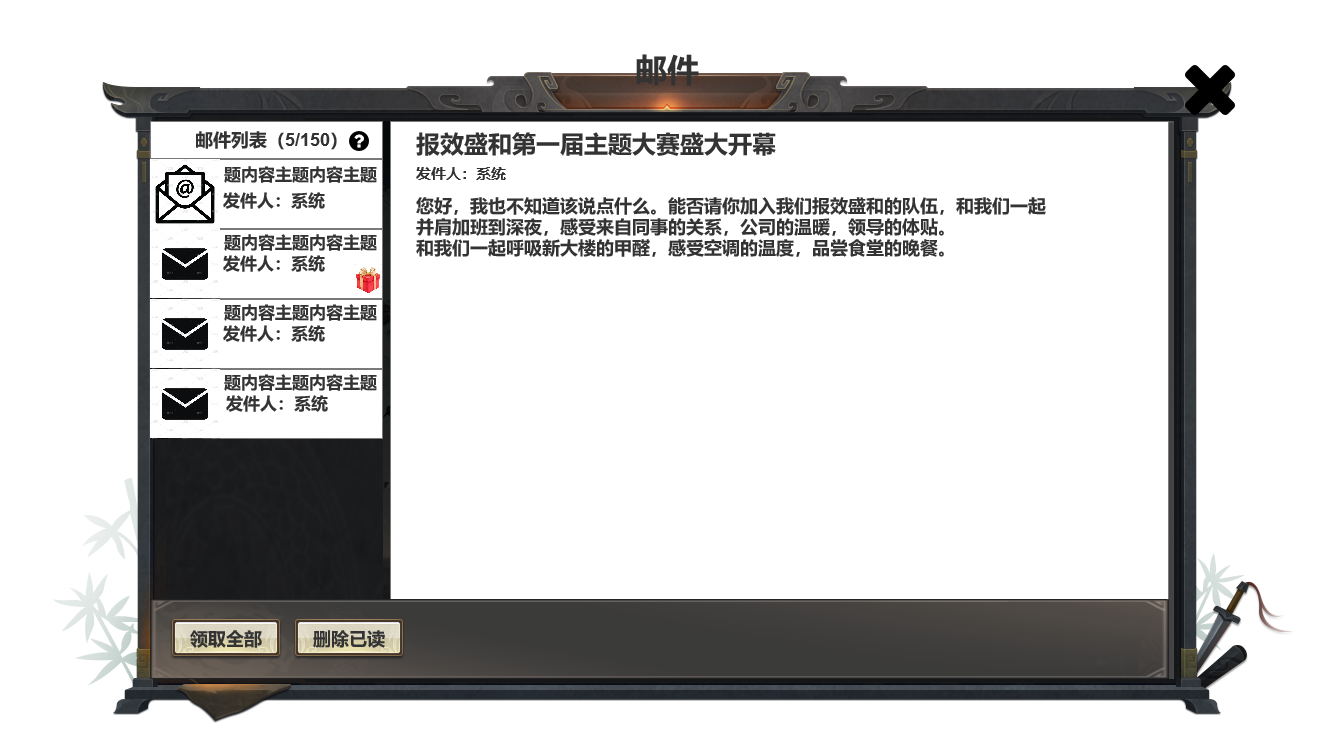 邮件
邮件列表（5/150）
题内容主题内容主题
发件人：系统
题内容主题内容主题
发件人：系统
题内容主题内容主题
发件人：系统
题内容主题内容主题
发件人：系统
报效盛和第一届主题大赛盛大开幕
发件人：系统
您好，我也不知道该说点什么。能否请你加入我们报效盛和的队伍，和我们一起
并肩加班到深夜，感受来自同事的关系，公司的温暖，领导的体贴。
和我们一起呼吸新大楼的甲醛，感受空调的温度，品尝食堂的晚餐。
领取全部
删除已读